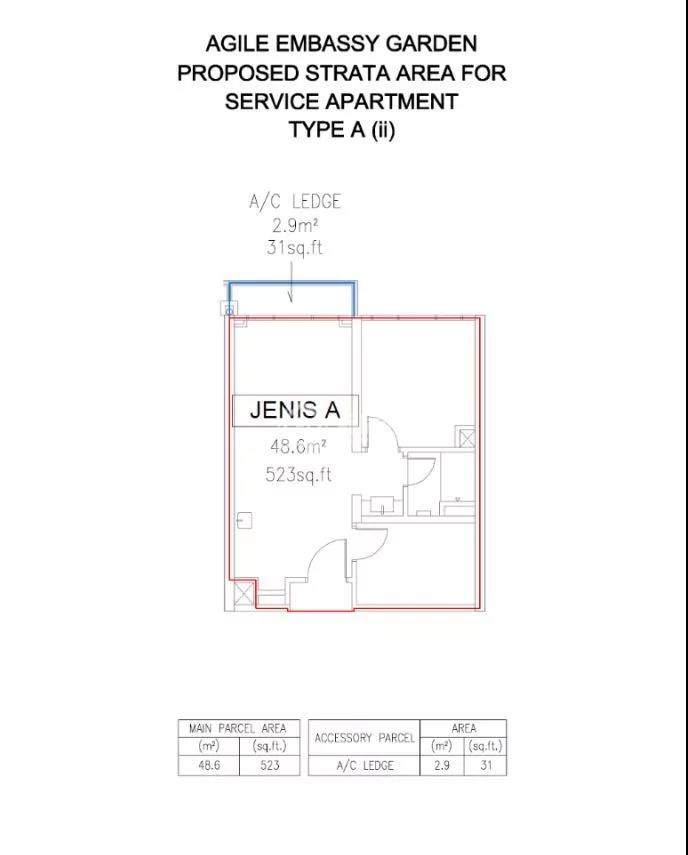 AGILE EMBASSY GARDEN
PROPOSED STRATA AREA FOR
SERVICE APARTMENT
TYPE A (ii)
A/C LEDGE
2.9m²
31sq.ft
JENIS A
48.6m²
523sq.ft
MAIN PARCEL AREA
(m²) (sq.ft.)
48.6 523
ACCESSORY PARCEL AREA
(m²) (sq.ft.)
A/C LEDGE 2.9 31